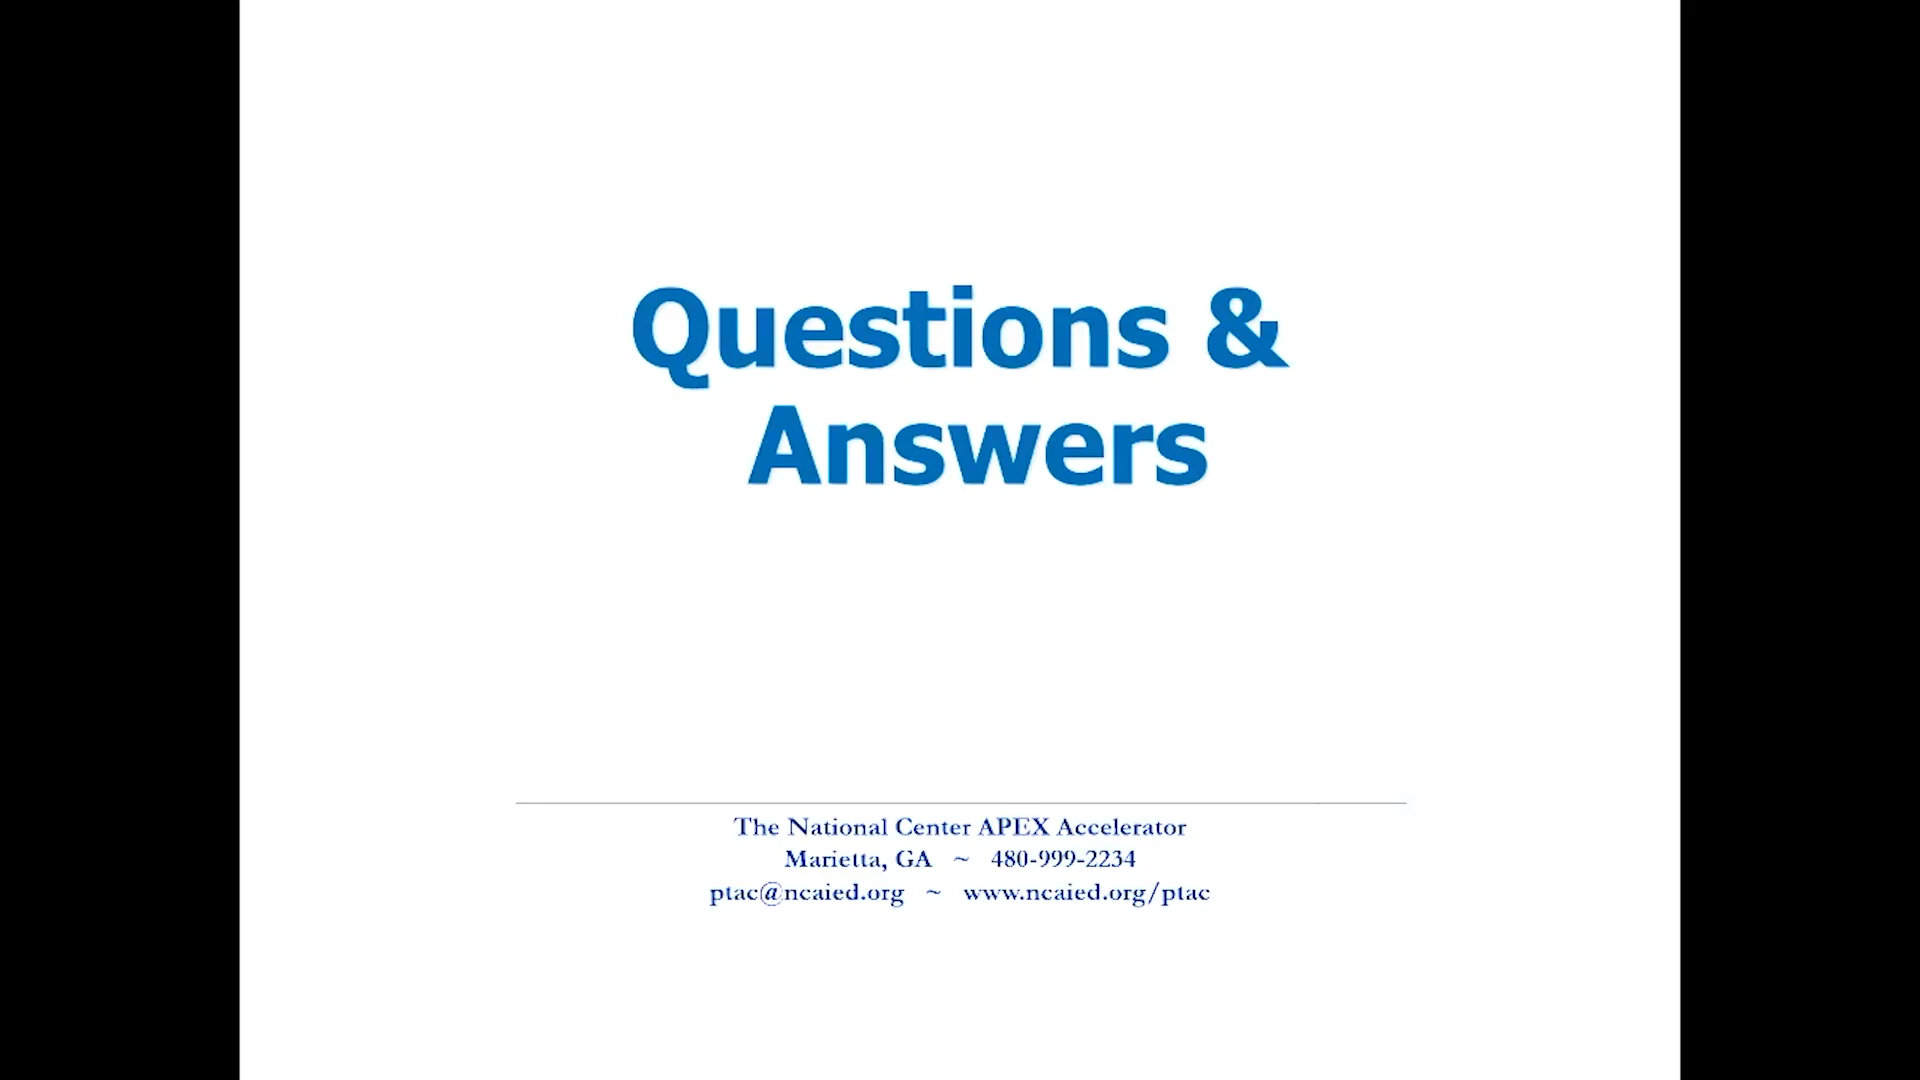 Questions &
Answers
The National Center APEX Accelerator
Marietta, GA ~ 480-999-2234
ptac@ncaied.org ~ www.ncaied.org/ptac